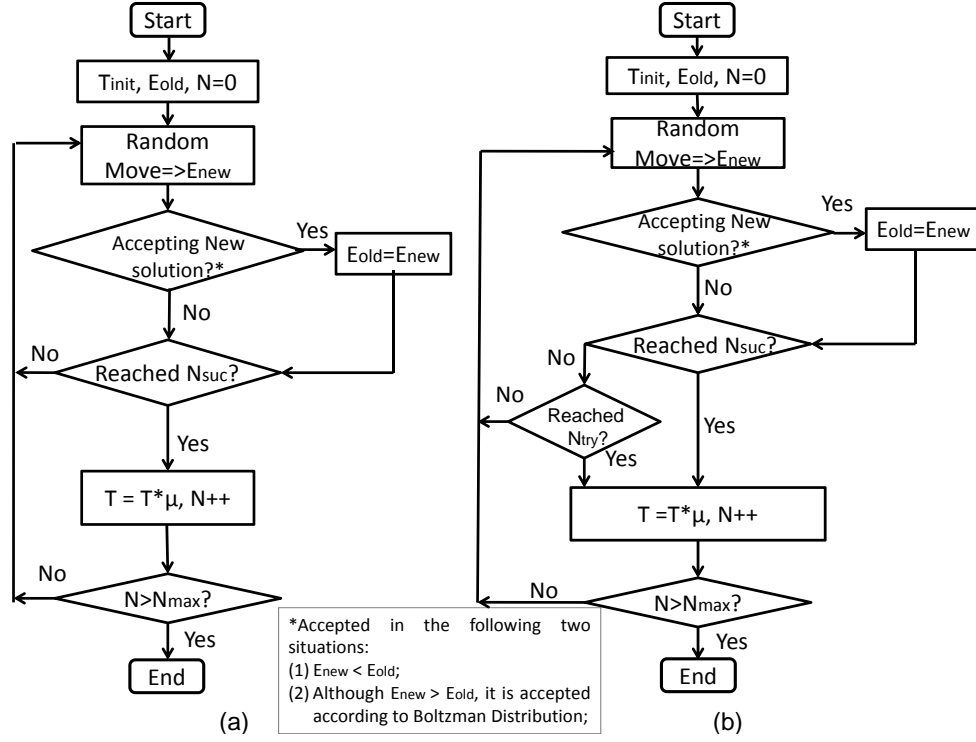 Start
Tinit, Eold, N=0
Random
Move=>Enew
Accepting New
solution?*
Yes
Eold=Enew
No
No
Reached Nsuc?
Yes
T = T*μ, N++
No
N>Nmax?
Yes
End
(a)
*Accepted in the following two
situations:
(1) Enew < Eold;
(2) Although Enew > Eold, it is accepted
according to Boltzman Distribution;
Start
Tinit, Eold, N=0
Random
Move=>Enew
Accepting New
solution?*
Yes
Eold=Enew
No
Reached Nsuc?
No
No
Reached
Ntry?
Yes
Yes
T =T*μ, N++
No
N>Nmax?
Yes
End
(b)